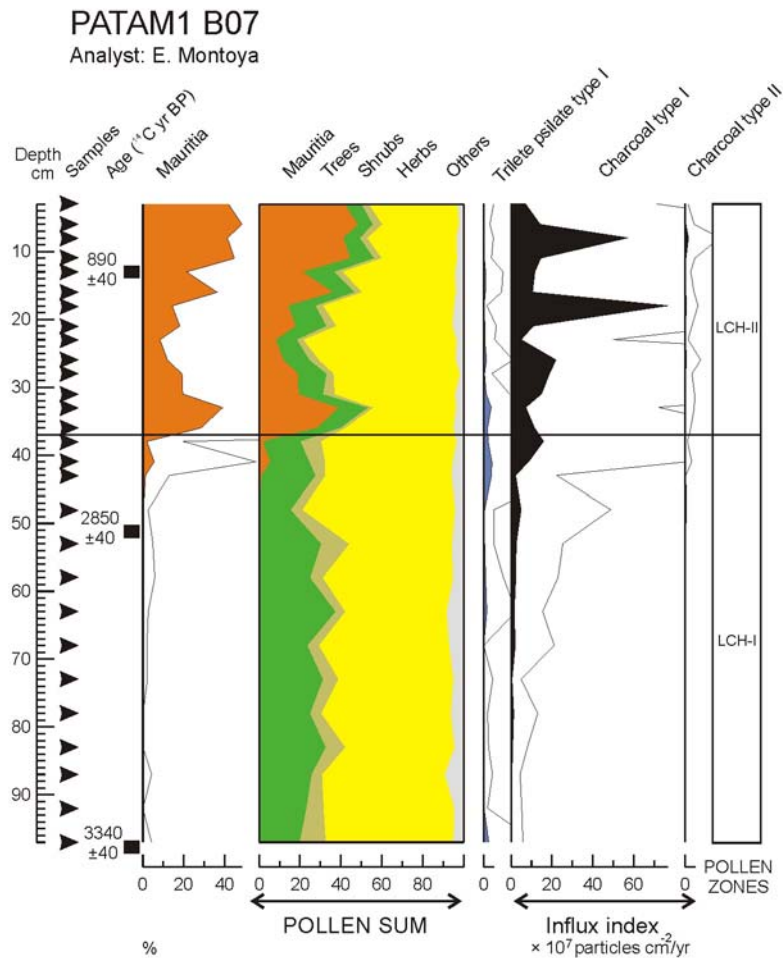 PATAM1 B07
Analyst: E. Montoya
Depth
cm
Samples
Age (¹⁴C yr BP)
Mauritia
Mauritia
Trees
Shrubs
Herbs
Others
Trilete psilate type I
Charcoal type I
Charcoal type II
10
20
30
40
50
60
70
80
90
890
±40
2850
±40
3340
±40
LCH-II
LCH-I
0 20 40
0 20 40 60 80
0
0 20 40 60
0
POLLEN
ZONES
POLLEN SUM
Influx index
× 10⁷ particles cm⁻²/yr
%